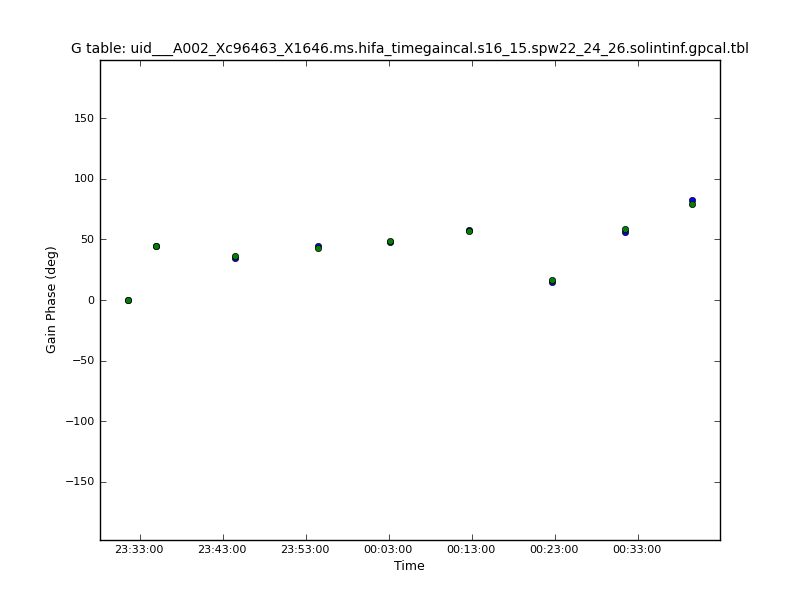 G table: uid___A002_Xc96463_X1646.ms.hifa_timegaincal.s16_15.spw22_24_26.solintinf.gpcal.tbl
150
100
50
0
−50
−100
−150
Gain Phase (deg)
23:33:00 23:43:00 23:53:00 00:03:00 00:13:00 00:23:00 00:33:00
Time